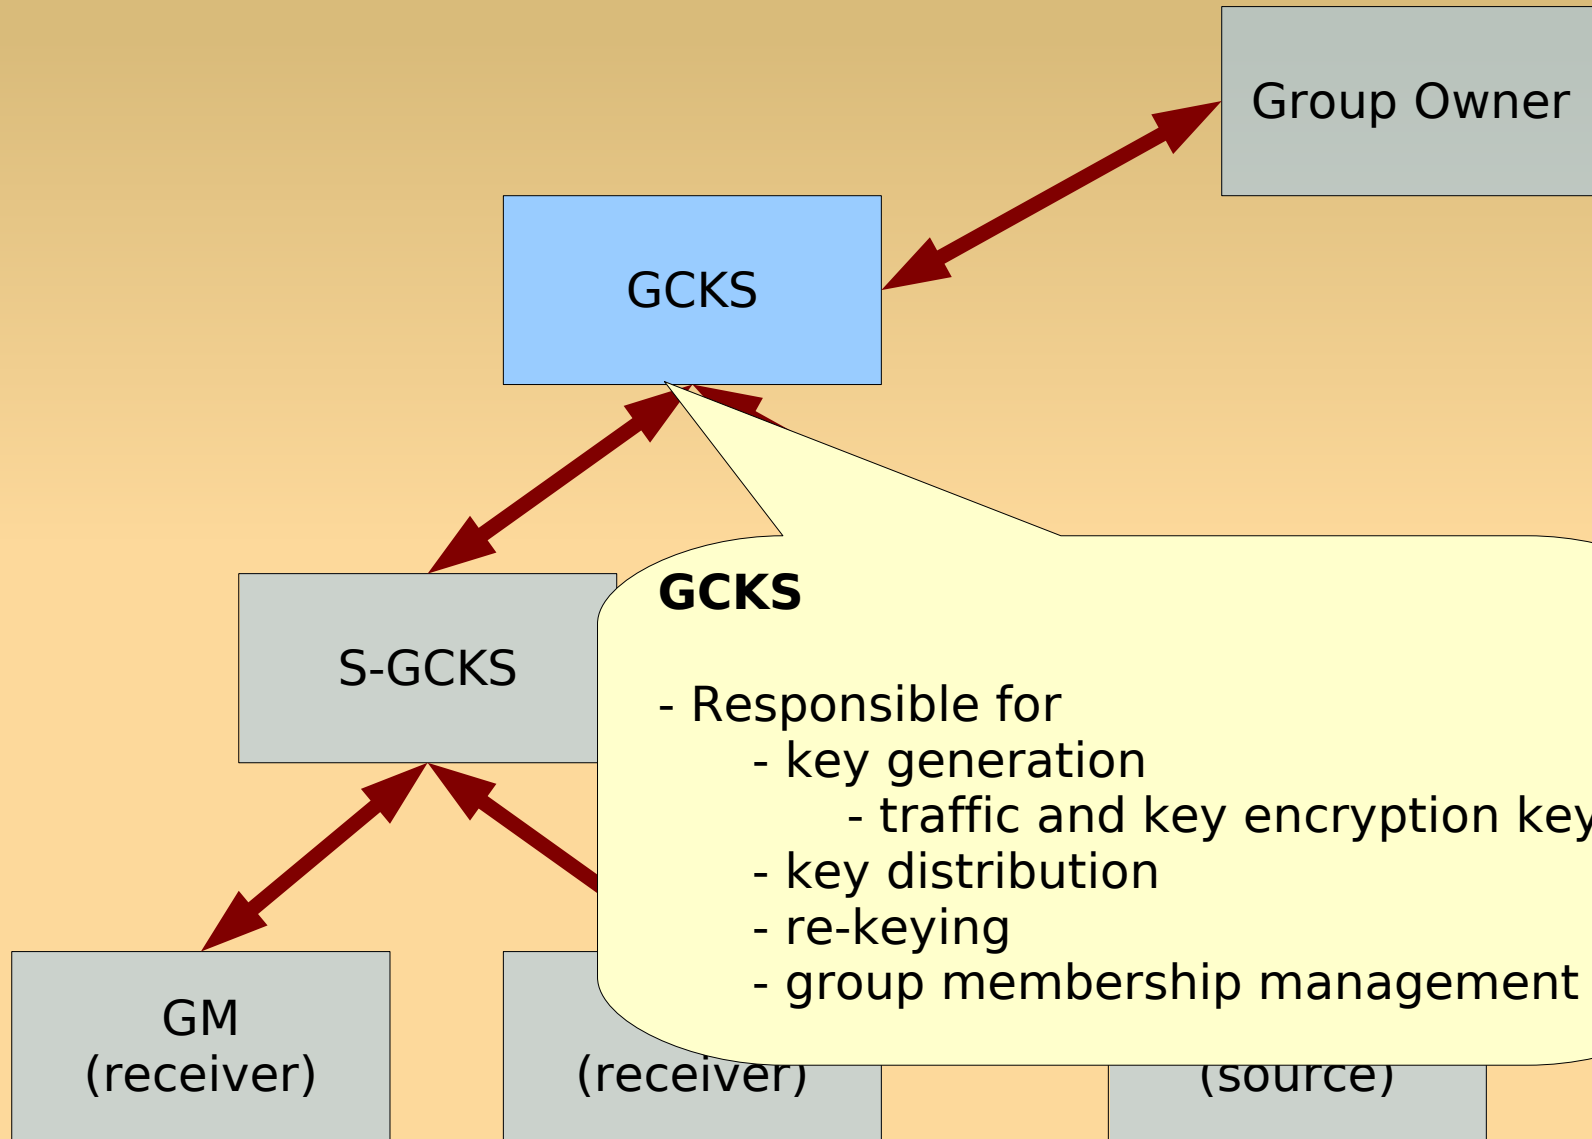 Group Owner
GCKS
S-GCKS
GCKS
- Responsible for
- key generation
- traffic and key encryption key
- key distribution
- re-keying
- group membership management
GM
(receiver)
(receiver)
(source)